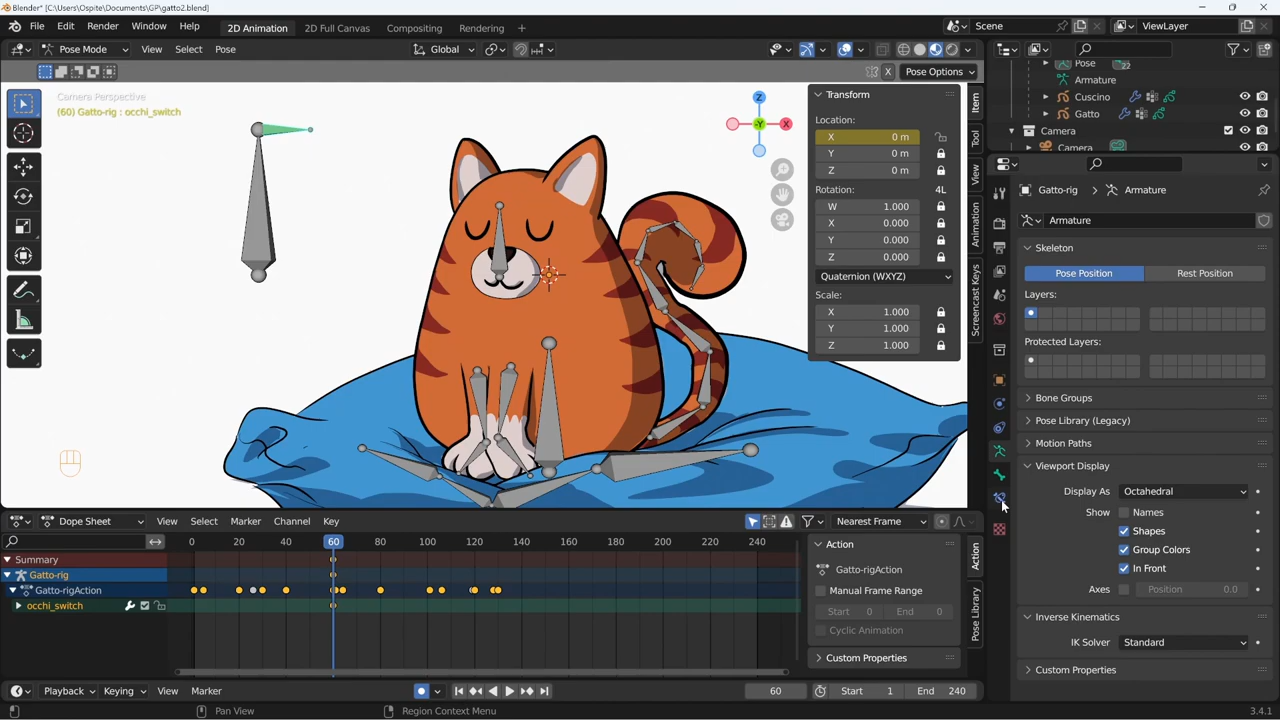 Blender* [C:\Users\Ospite\Documents\GP\gatto2.blend]
File Edit Render Window Help 2D Animation 2D Full Canvas Compositing Rendering + Scene ViewLayer
Pose Mode View Select Pose Global
X Pose Options
Camera Perspective
(60) Gatto-rig : occhi_switch
Z
-Y
X
Transform
Location:
X 0 m
Y 0 m
Z 0 m
Rotation: 4L
W 1.000
X 0.000
Y 0.000
Z 0.000
Quaternion (WXYZ)
Scale:
X 1.000
Y 1.000
Z 1.000
Item
Tool
View
Animation
Screencast Keys
Pose
22
Armature
Cuscino
Gatto
Camera
Camera
Gatto-rig Armature
Armature
Skeleton
Pose Position Rest Position
Layers:
Protected Layers:
Bone Groups
Pose Library (Legacy)
Motion Paths
Viewport Display
Display As Octahedral
Show Names
Shapes
Group Colors
In Front
Axes Position 0.0
Inverse Kinematics
IK Solver Standard
Custom Properties
Dope Sheet View Select Marker Channel Key Nearest Frame
0 20 40 60 80 100 120 140 160 180 200 220 240
Summary
Gatto-rig
Gatto-rigAction
occhi_switch
Action
Gatto-rigAction
Manual Frame Range
Start 0 End 0
Cyclic Animation
Custom Properties
Action
Pose Library
Playback Keying View Marker 60 Start 1 End 240
Pan View Region Context Menu 3.4.1